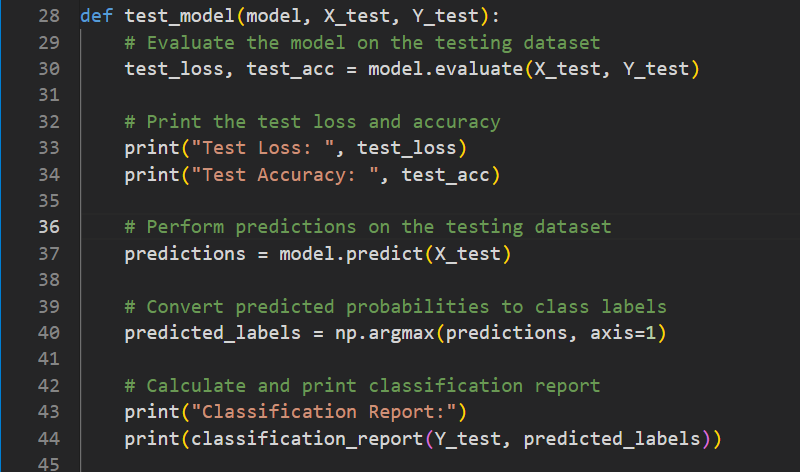 28 def test_model(model, X_test, Y_test):
29     # Evaluate the model on the testing dataset
30     test_loss, test_acc = model.evaluate(X_test, Y_test)
31
32     # Print the test loss and accuracy
33     print("Test Loss: ", test_loss)
34     print("Test Accuracy: ", test_acc)
35
36     # Perform predictions on the testing dataset
37     predictions = model.predict(X_test)
38
39     # Convert predicted probabilities to class labels
40     predicted_labels = np.argmax(predictions, axis=1)
41
42     # Calculate and print classification report
43     print("Classification Report:")
44     print(classification_report(Y_test, predicted_labels))
45